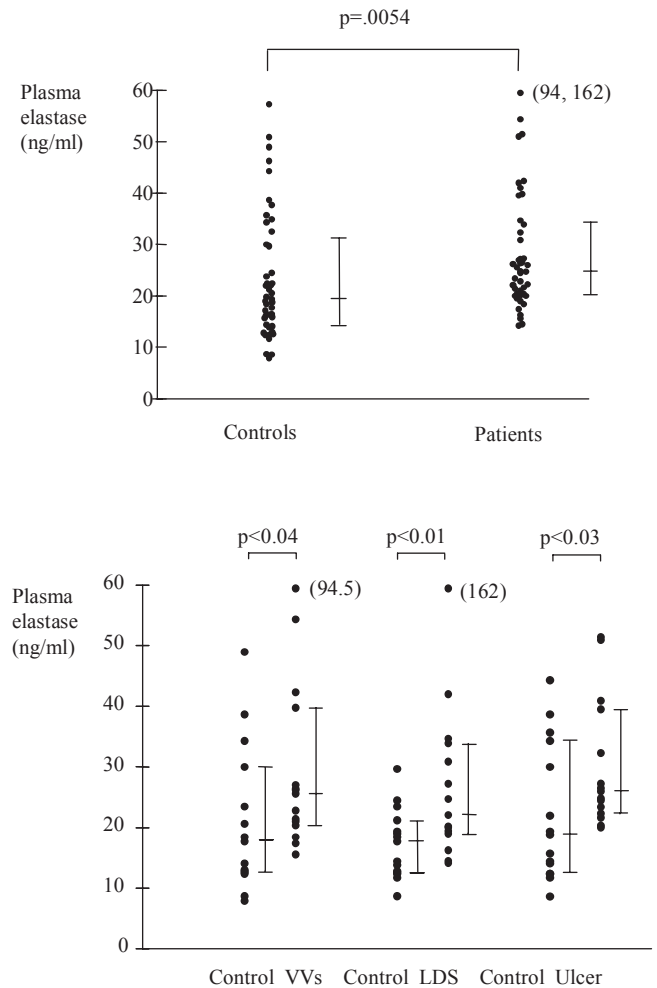 p=.0054
Plasma
elastase
(ng/ml)
60
(94, 162)
50
40
30
20
10
0
Controls Patients
p<0.04 p<0.01 p<0.03
Plasma
elastase
(ng/ml)
60
(94.5) (162)
50
40
30
20
10
0
Control VVs Control LDS Control Ulcer